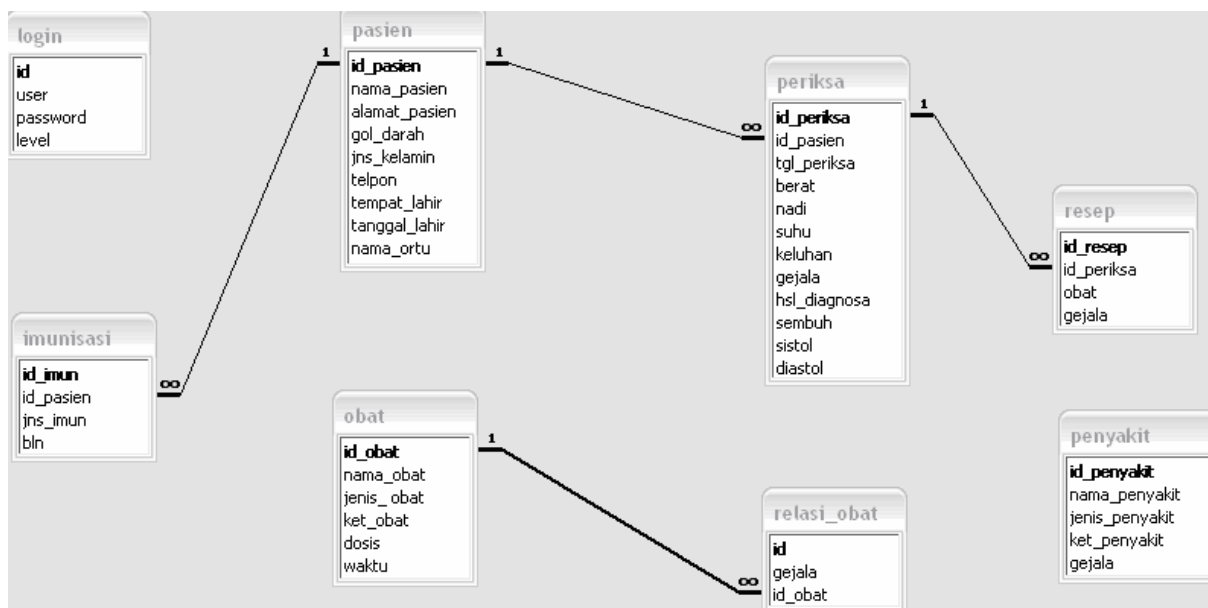 login
id
user
password
level
pasien
id_pasien
nama_pasien
alamat_pasien
gol_darah
jns_kelamin
telpon
tempat_lahir
tanggal_lahir
nama_ortu
1
1
periksa
id_periksa
id_pasien
tgl_periksa
berat
nadi
suhu
keluhan
gejala
hsl_diagnosa
sembuh
sistol
diastol
∞
1
resep
id_resep
id_periksa
obat
gejala
∞
imunisasi
id_imun
id_pasien
jns_imun
bln
∞
obat
id_obat
nama_obat
jenis_obat
ket_obat
dosis
waktu
1
relasi_obat
id
gejala
id_obat
∞
penyakit
id_penyakit
nama_penyakit
jenis_penyakit
ket_penyakit
gejala